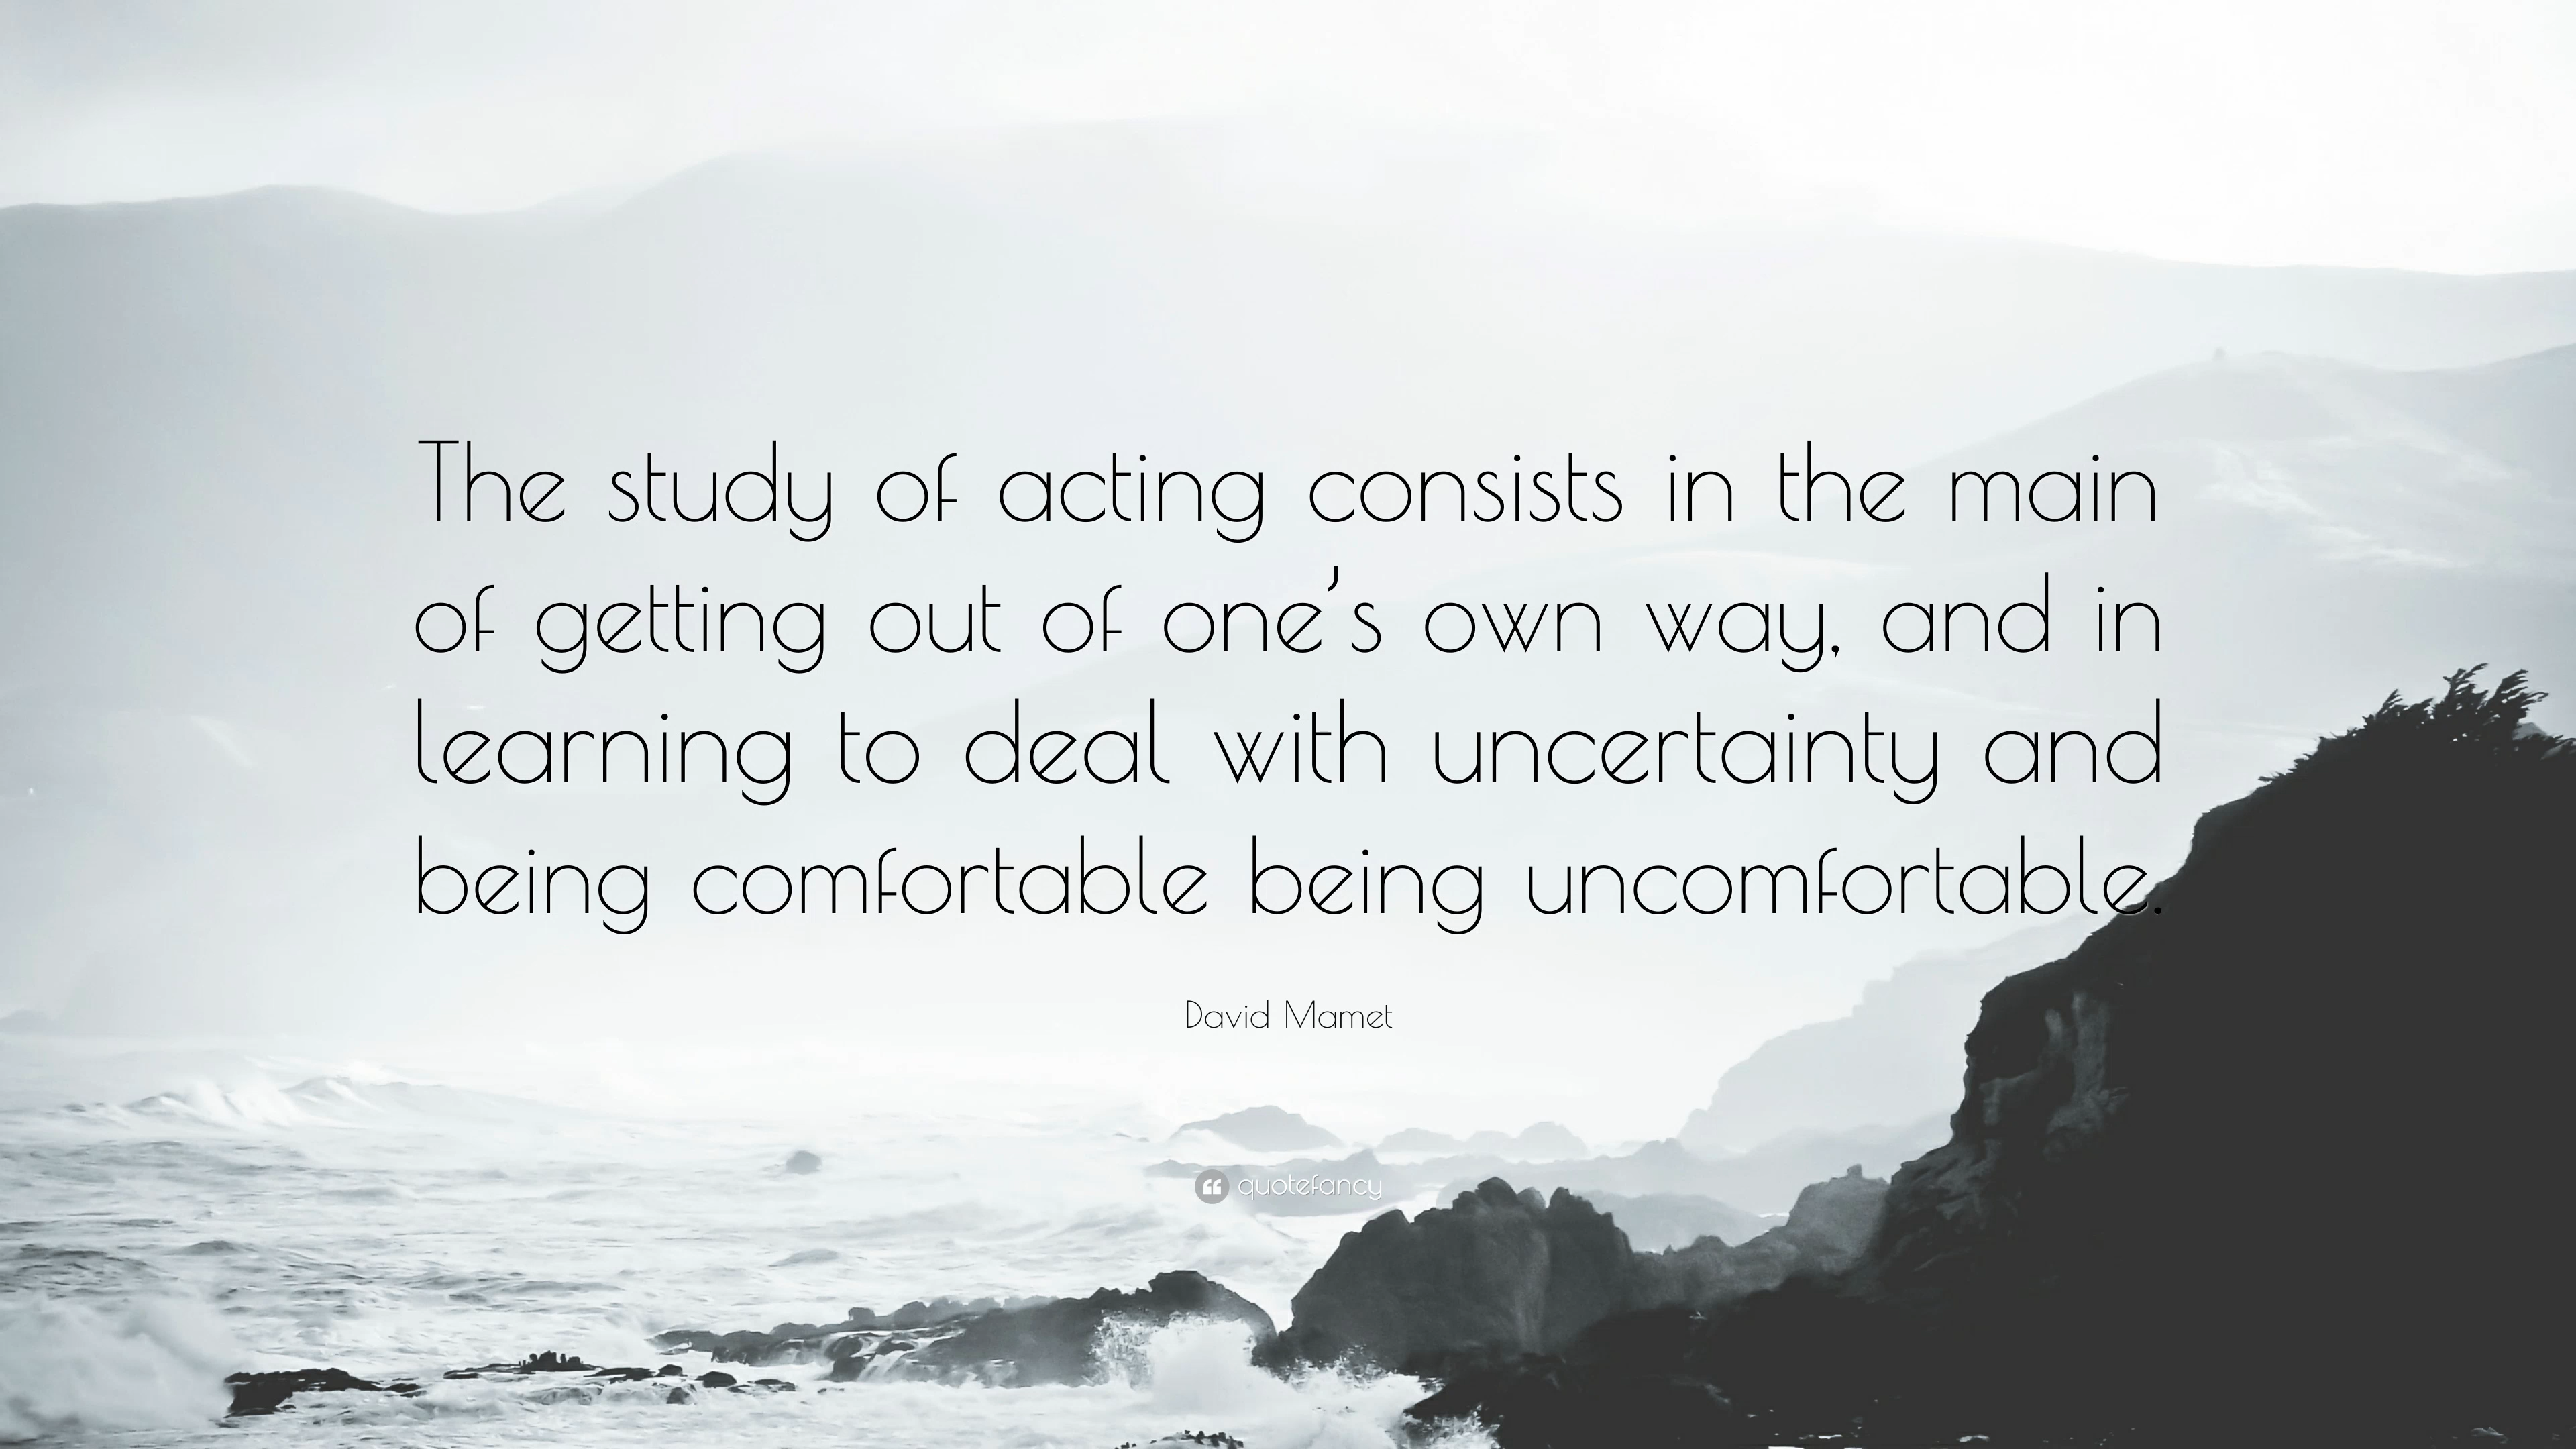 The study of acting consists in the main
of getting out of one’s own way, and in
learning to deal with uncertainty and
being comfortable being uncomfortable.
David Mamet
quotefancy